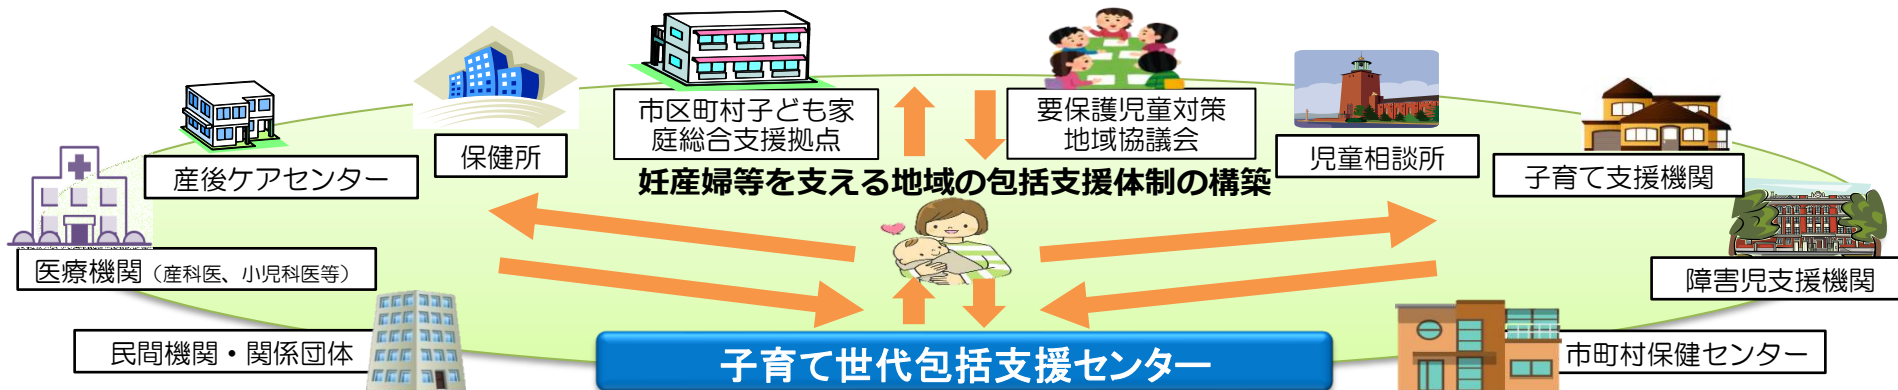 市区町村子ども家
庭総合支援拠点
要保護児童対策
地域協議会
保健所
児童相談所
産後ケアセンター
子育て支援機関
妊産婦等を支える地域の包括支援体制の構築
医療機関（産科医、小児科医等）
障害児支援機関
民間機関・関係団体
市町村保健センター
子育て世代包括支援センター